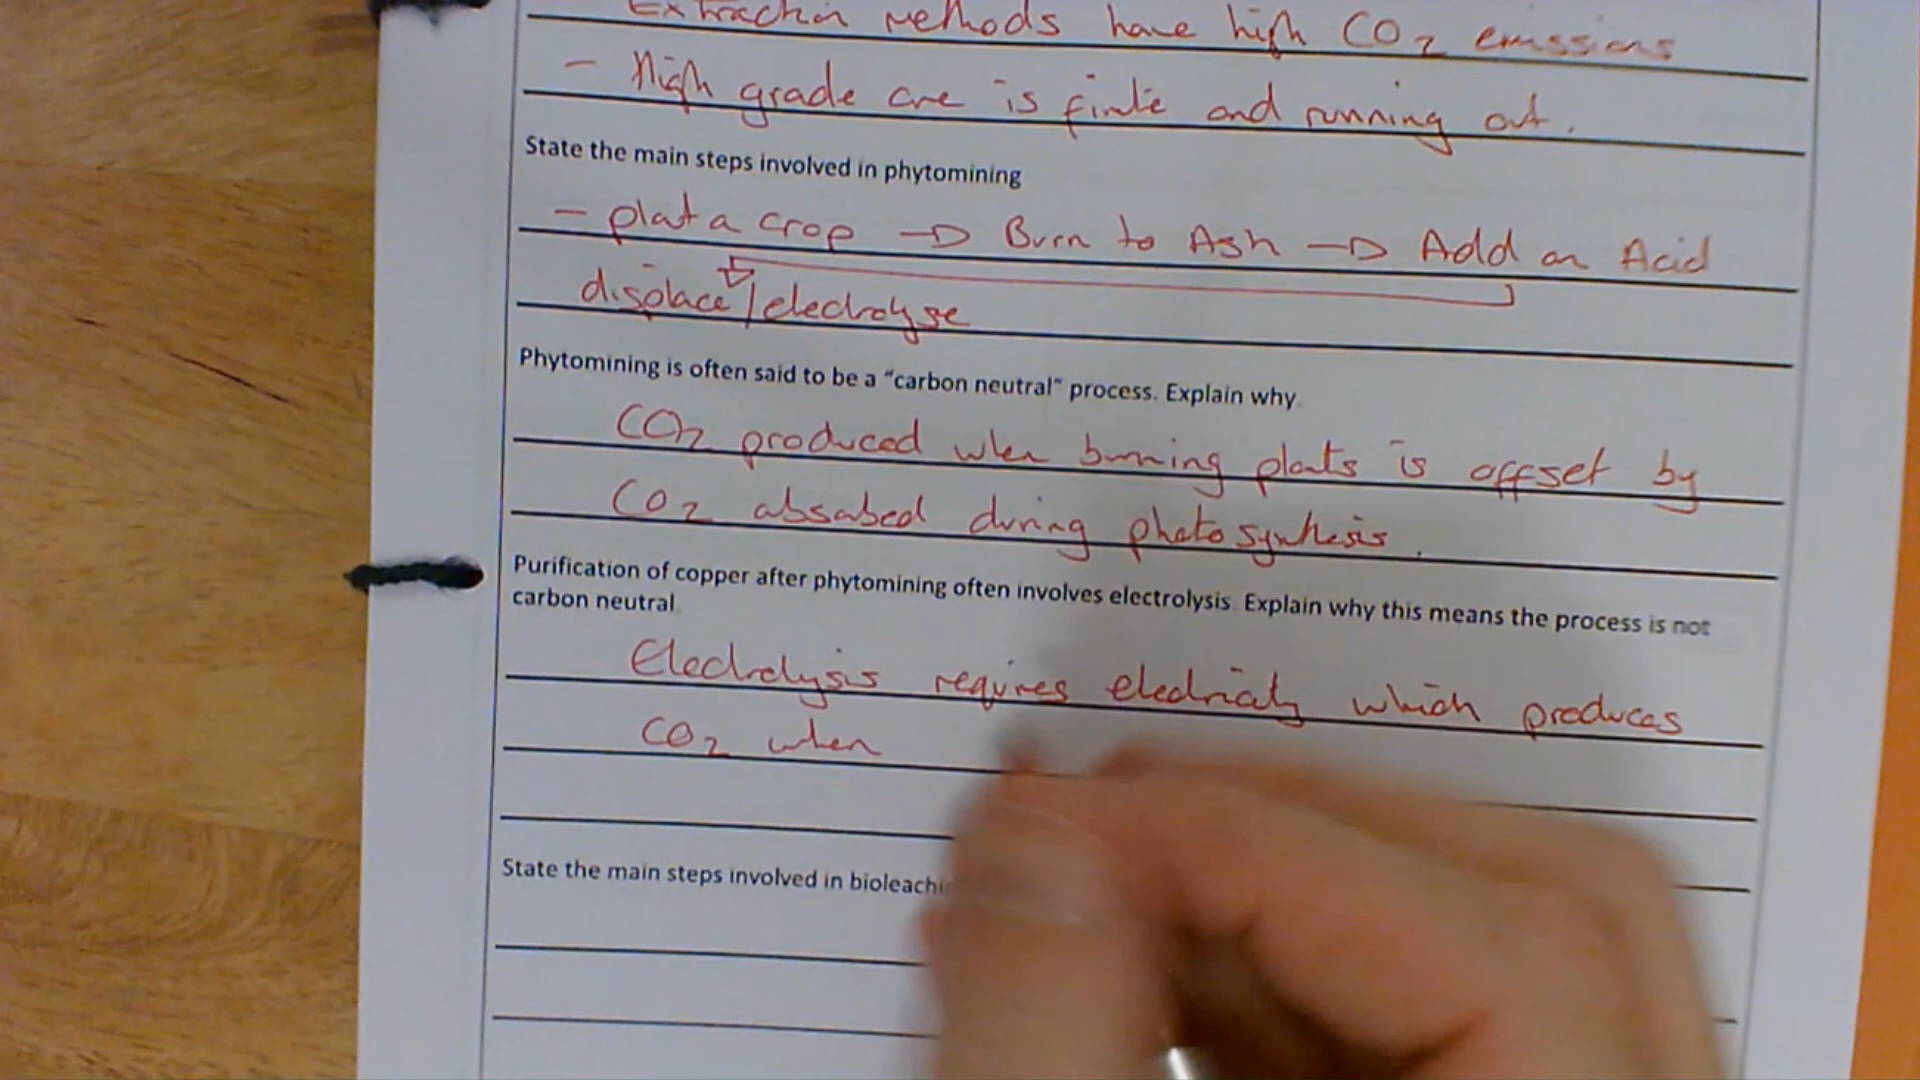 Extraction methods have high CO2 emissions
- High grade ore is finite and running out.
State the main steps involved in phytomining
- plant a crop → Burn to Ash → Add an Acid
displace/electrolyse
Phytomining is often said to be a “carbon neutral” process. Explain why.
CO2 produced when burning plants is offset by
CO2 absorbed during photosynthesis.
Purification of copper after phytomining often involves electrolysis. Explain why this means the process is not
carbon neutral
Electrolysis requires electricity which produces
CO2 when
State the main steps involved in bioleachi